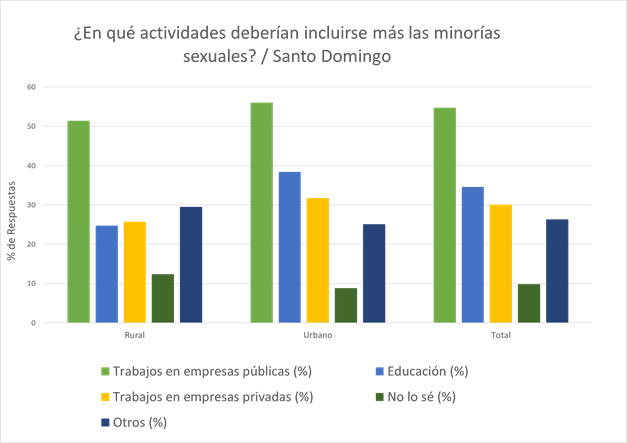 ¿En qué actividades deberían incluirse más las minorías
sexuales? / Santo Domingo
60
50
40
30
20
10
0
% de Respuestas
Rural
Urbano
Total
Trabajos en empresas públicas (%)
Educación (%)
Trabajos en empresas privadas (%)
No lo sé (%)
Otros (%)